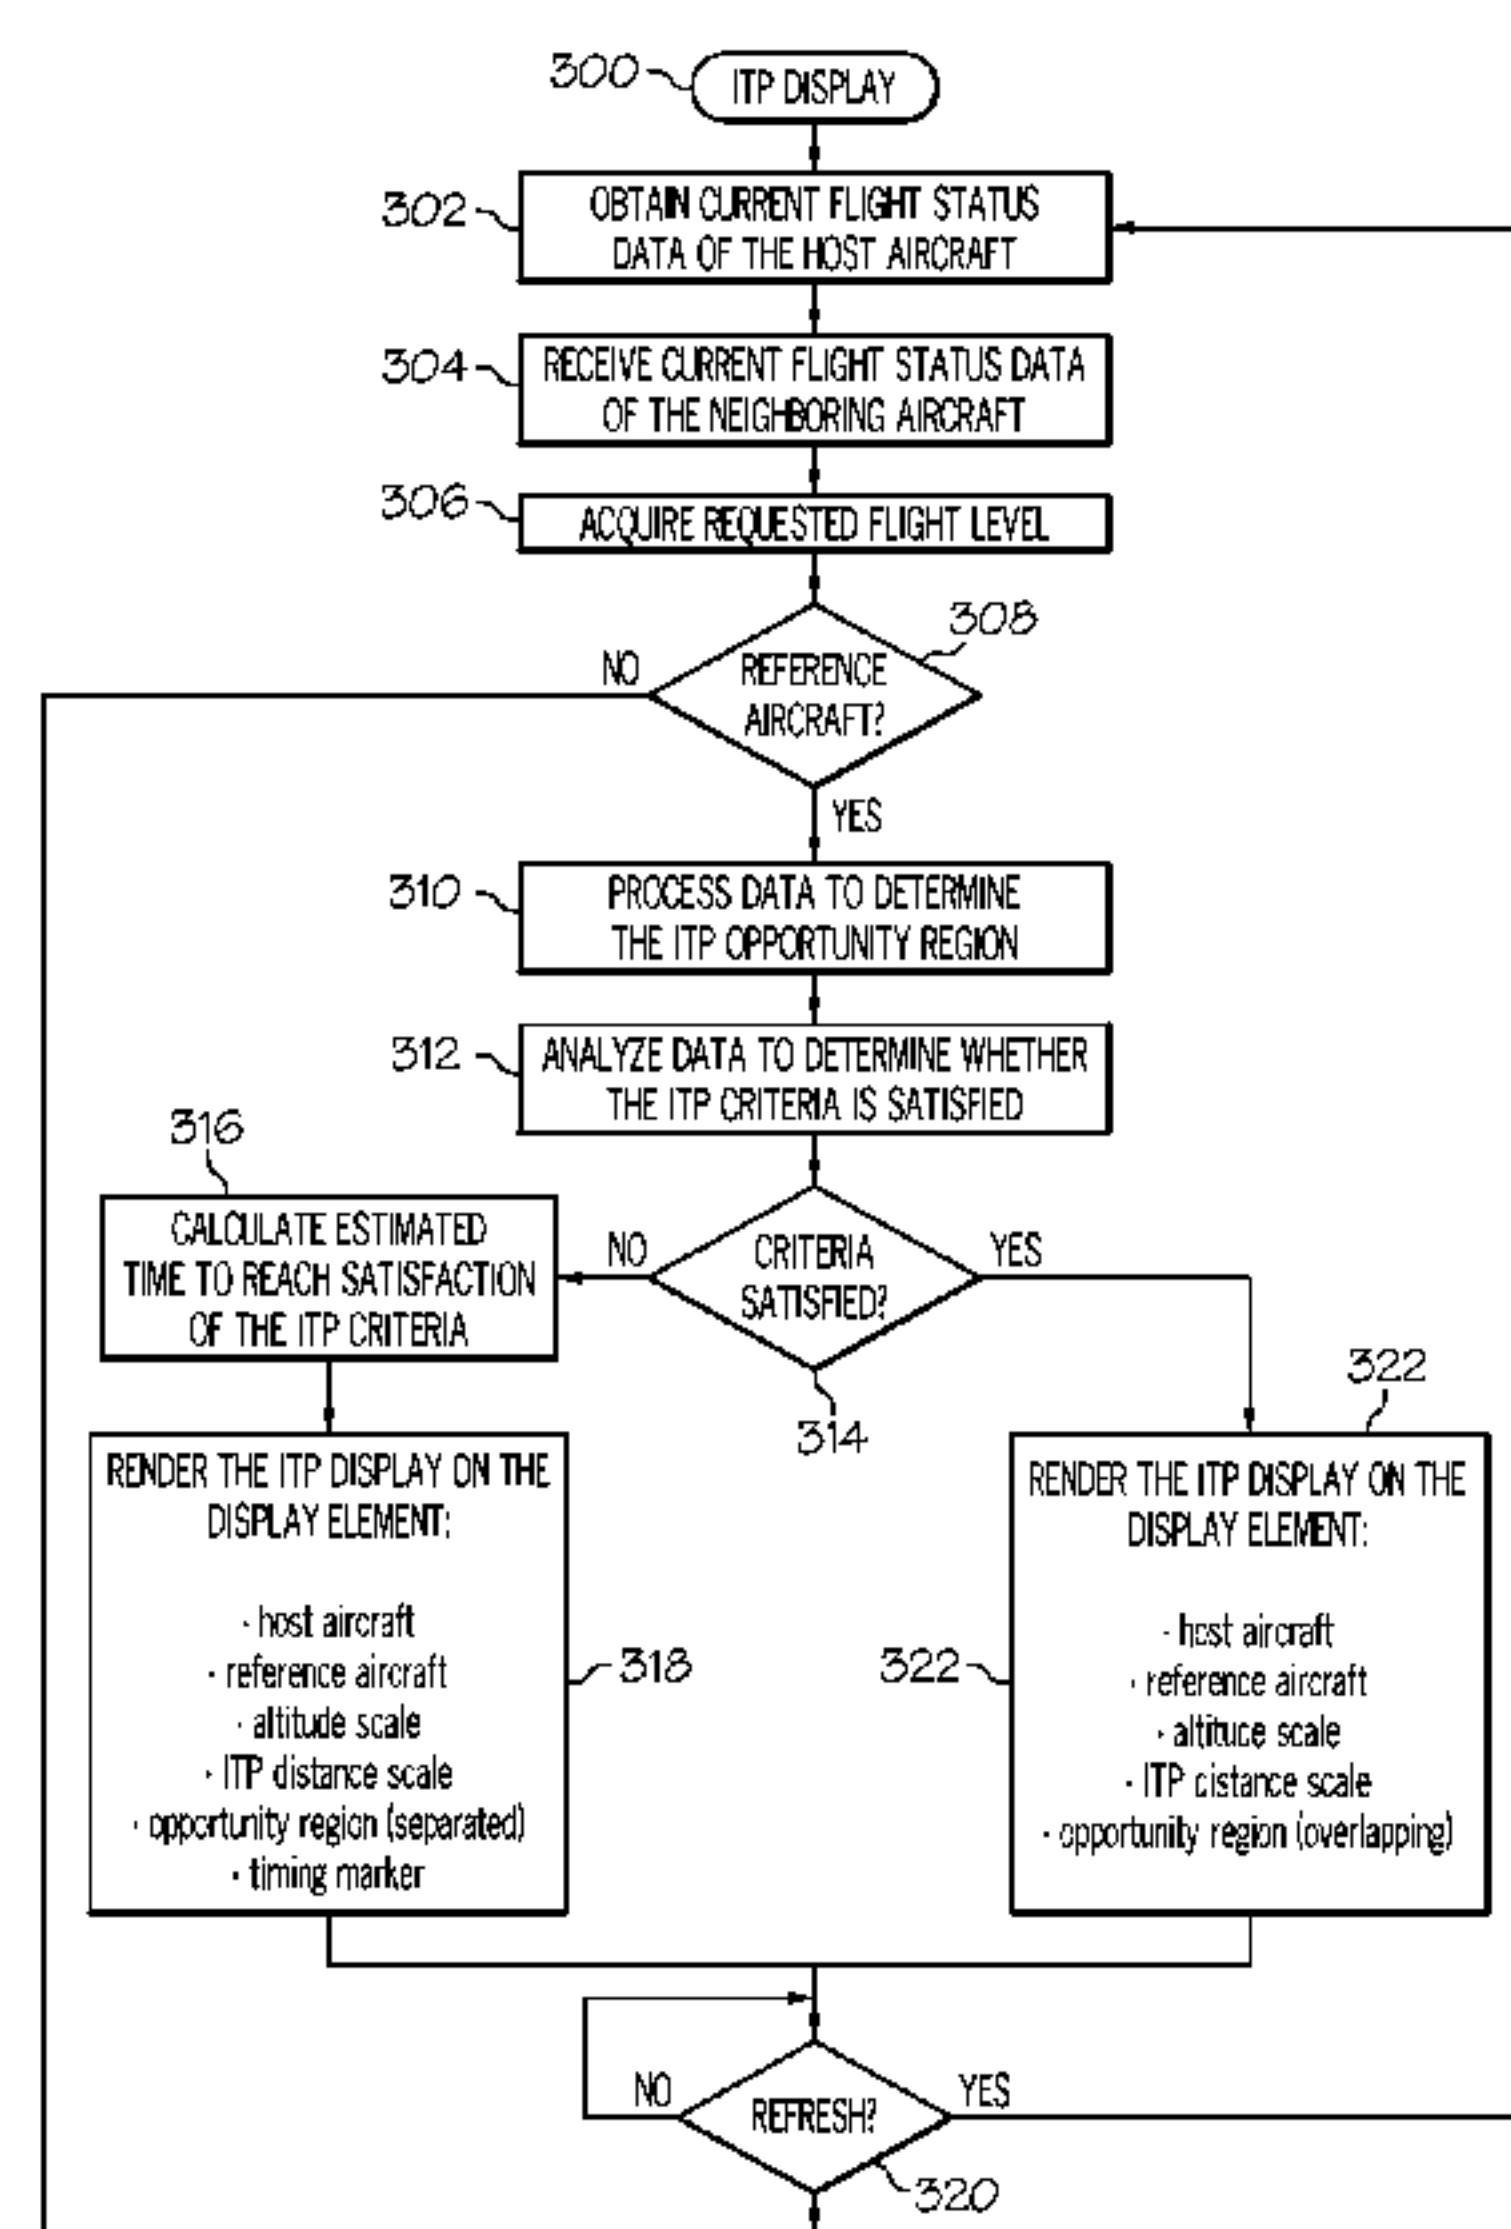 300
ITP DISPLAY
302
OBTAIN CURRENT FLIGHT STATUS
DATA OF THE HOST AIRCRAFT
304
RECEIVE CURRENT FLIGHT STATUS DATA
OF THE NEIGHBORING AIRCRAFT
306
ACQUIRE REQUESTED FLIGHT LEVEL
308
NO
REFERENCE
AIRCRAFT?
YES
310
PROCESS DATA TO DETERMINE
THE ITP OPPORTUNITY REGION
312
ANALYZE DATA TO DETERMINE WHETHER
THE ITP CRITERIA IS SATISFIED
316
CALCULATE ESTIMATED
TIME TO REACH SATISFACTION
OF THE ITP CRITERIA
NO
CRITERIA
SATISFIED?
YES
314
322
RENDER THE ITP DISPLAY ON THE
DISPLAY ELEMENT:
· host aircraft
· reference aircraft
· altitude scale
· ITP distance scale
· opportunity region (separated)
· timing marker
318
322
RENDER THE ITP DISPLAY ON THE
DISPLAY ELEMENT:
· host aircraft
· reference aircraft
· altitude scale
· ITP distance scale
· opportunity region (overlapping)
NO
REFRESH?
YES
320